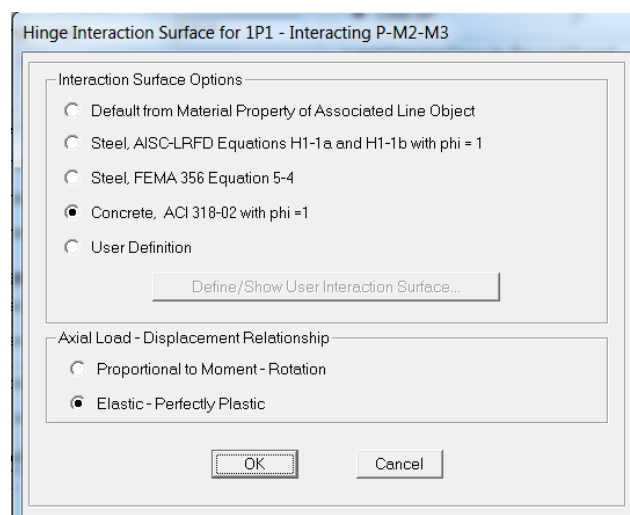 Hinge Interaction Surface for 1P1 - Interacting P-M2-M3
Interaction Surface Options
Default from Material Property of Associated Line Object
Steel, AISC-LRFD Equations H1-1a and H1-1b with phi = 1
Steel, FEMA 356 Equation 5-4
Concrete, ACI 318-02 with phi =1
User Definition
Define/Show User Interaction Surface...
Axial Load - Displacement Relationship
Proportional to Moment - Rotation
Elastic - Perfectly Plastic
OK Cancel